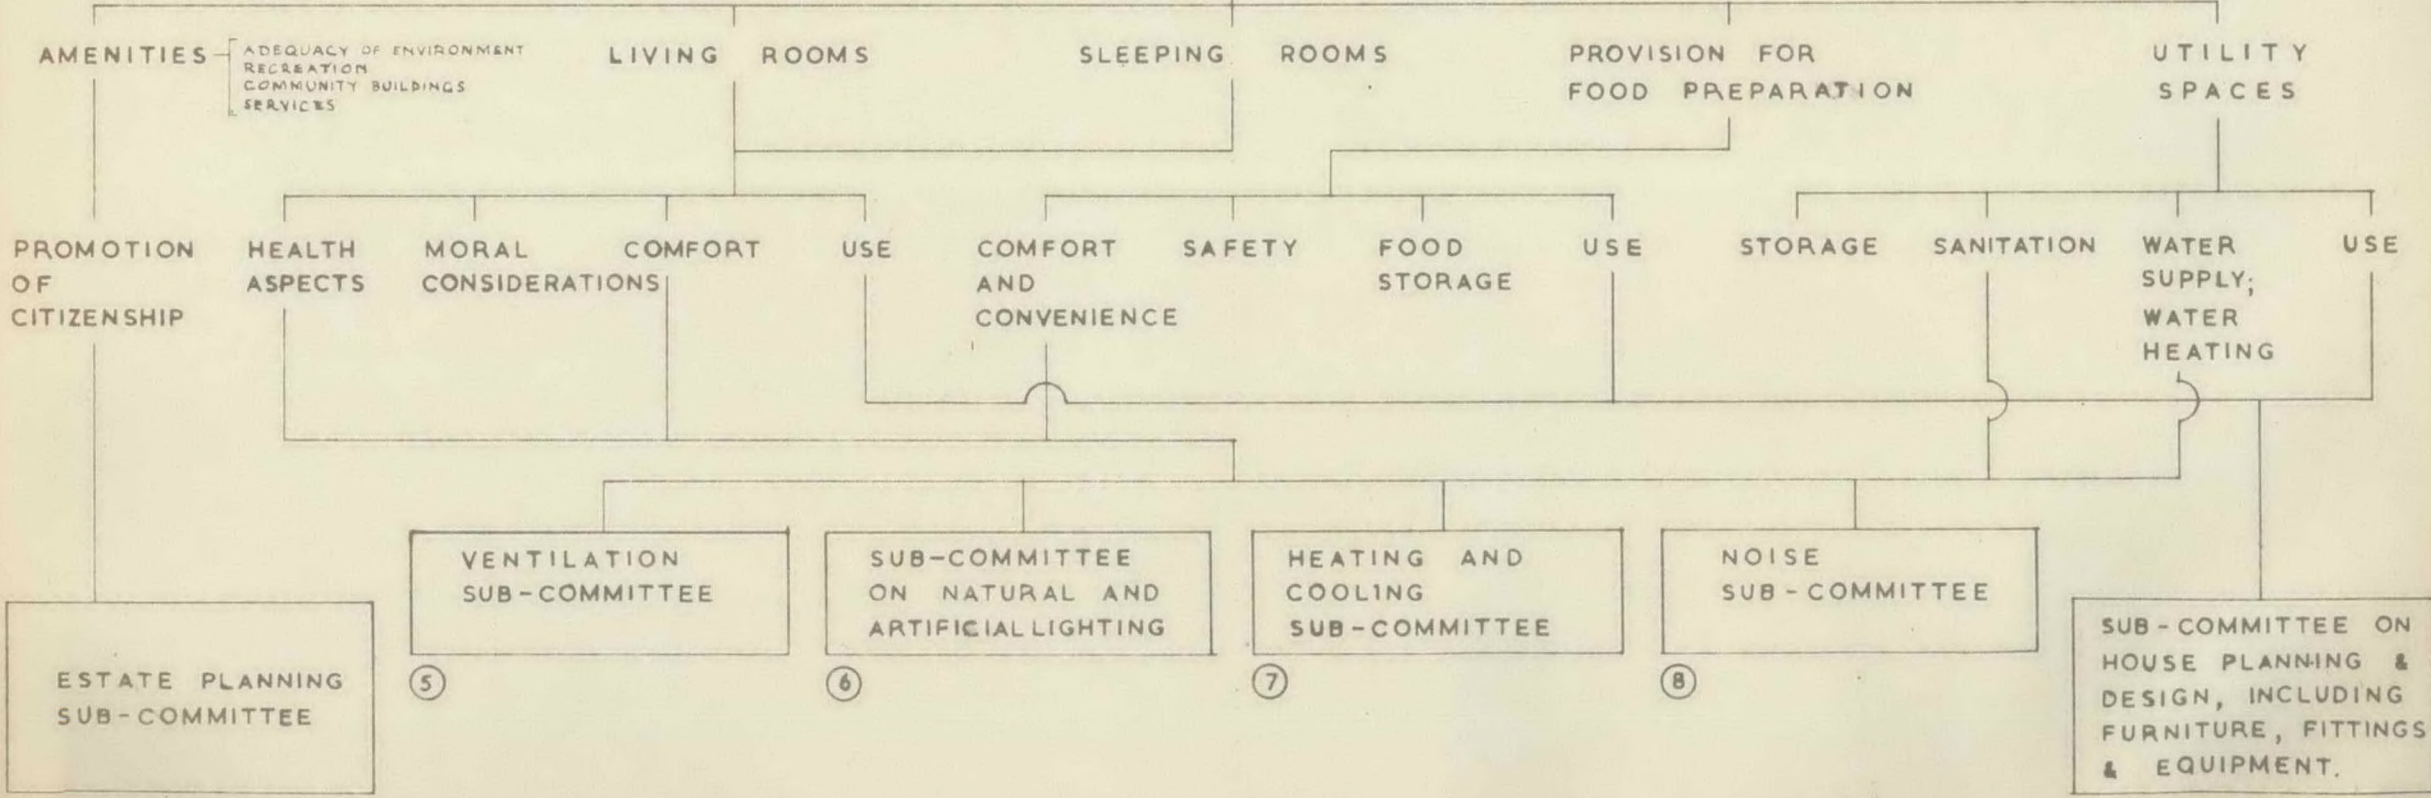 AMENITIES
ADEQUACY OF ENVIRONMENT
RECREATION
COMMUNITY BUILDINGS
SERVICES
LIVING ROOMS
SLEEPING ROOMS
PROVISION FOR
FOOD PREPARATION
UTILITY
SPACES
PROMOTION
OF
CITIZENSHIP
HEALTH
ASPECTS
MORAL
CONSIDERATIONS
COMFORT
USE
COMFORT
AND
CONVENIENCE
SAFETY
FOOD
STORAGE
USE
STORAGE
SANITATION
WATER
SUPPLY;
WATER
HEATING
USE
ESTATE PLANNING
SUB-COMMITTEE
VENTILATION
SUB-COMMITTEE
5
SUB-COMMITTEE
ON NATURAL AND
ARTIFICIAL LIGHTING
6
HEATING AND
COOLING
SUB-COMMITTEE
7
NOISE
SUB-COMMITTEE
8
SUB-COMMITTEE ON
HOUSE PLANNING &
DESIGN, INCLUDING
FURNITURE, FITTINGS
& EQUIPMENT.